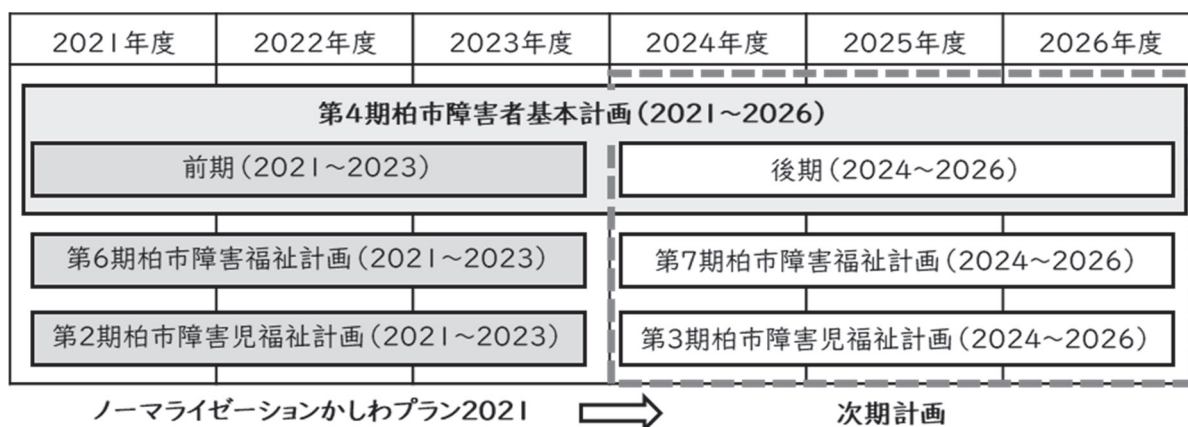 2021年度 2022年度 2023年度 2024年度 2025年度 2026年度
第4期柏市障害者基本計画(2021～2026)
前期(2021～2023) 後期(2024～2026)
第6期柏市障害福祉計画(2021～2023) 第7期柏市障害福祉計画(2024～2026)
第2期柏市障害児福祉計画(2021～2023) 第3期柏市障害児福祉計画(2024～2026)
ノーマライゼーションかしわプラン2021 次期計画